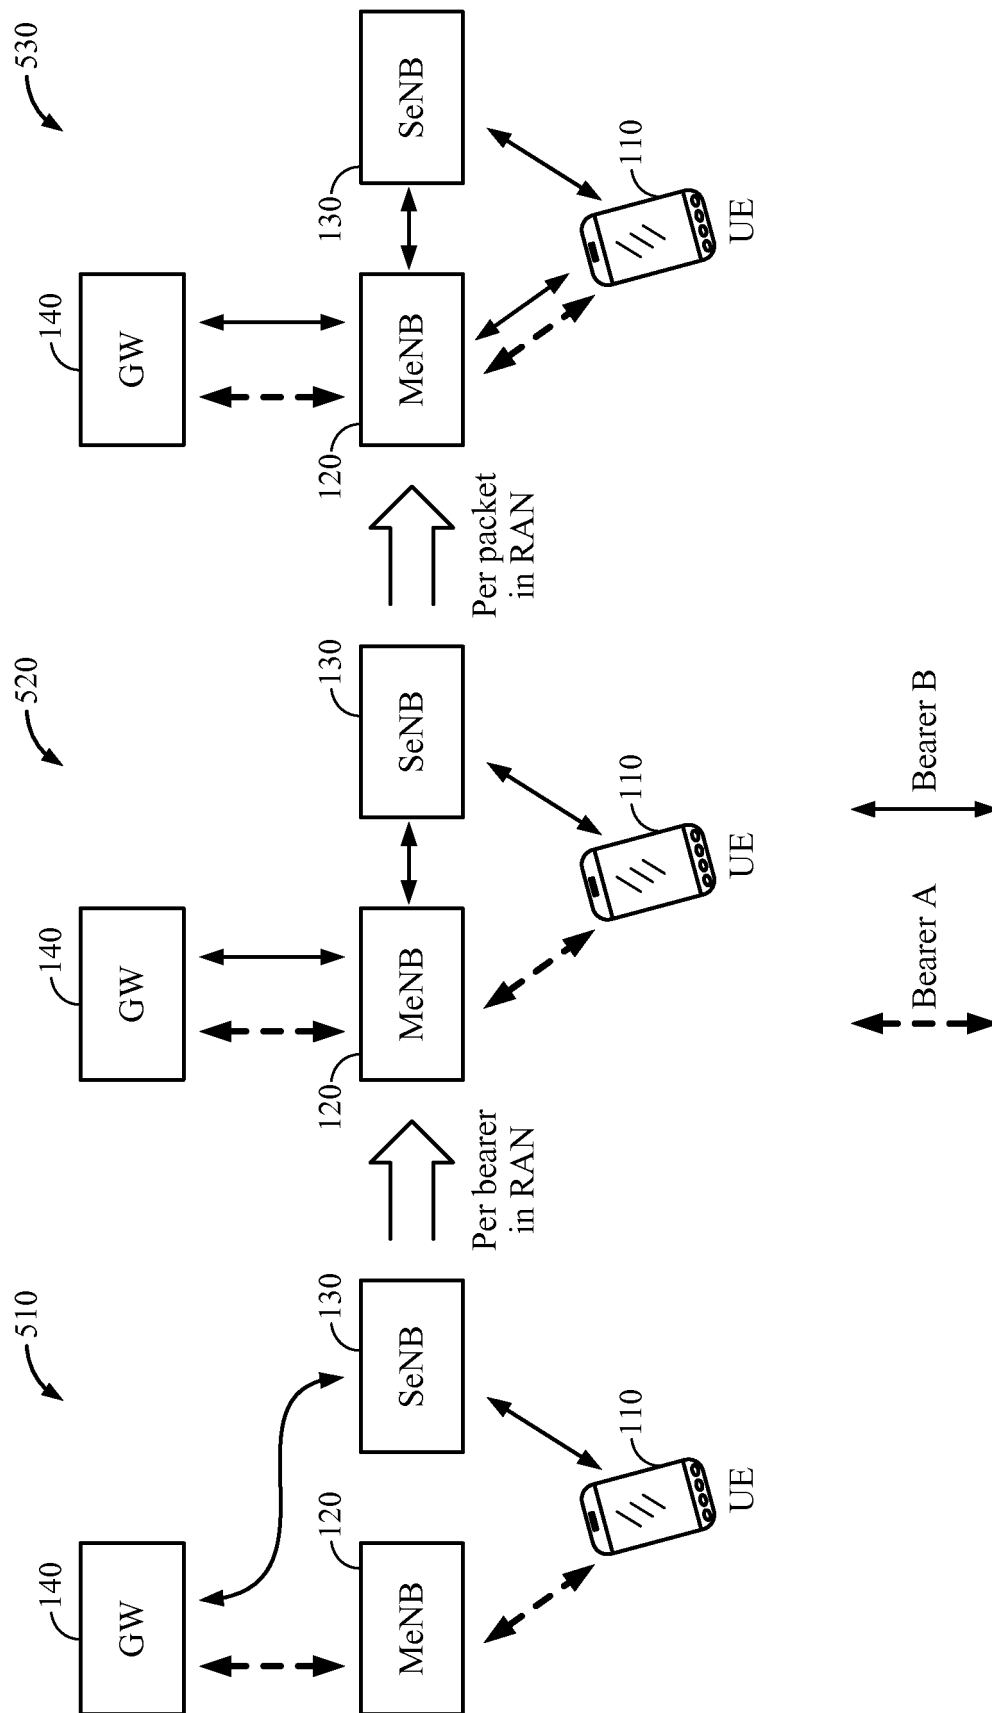 510
520
530
140
GW
120
MeNB
130
SeNB
110
UE
Per bearer
in RAN
140
GW
120
MeNB
130
SeNB
110
UE
Per packet
in RAN
140
GW
120
MeNB
130
SeNB
110
UE
Bearer A
Bearer B